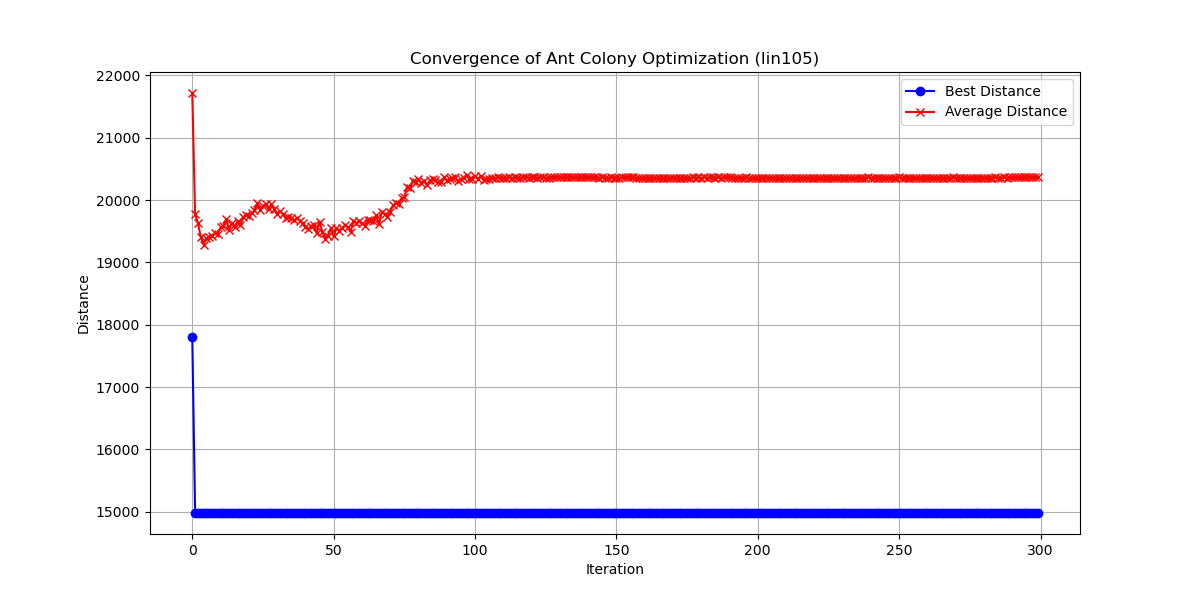 Convergence of Ant Colony Optimization (lin105)
22000
21000
20000
19000
18000
17000
16000
15000
Distance
Best Distance
Average Distance
0 50 100 150 200 250 300
Iteration